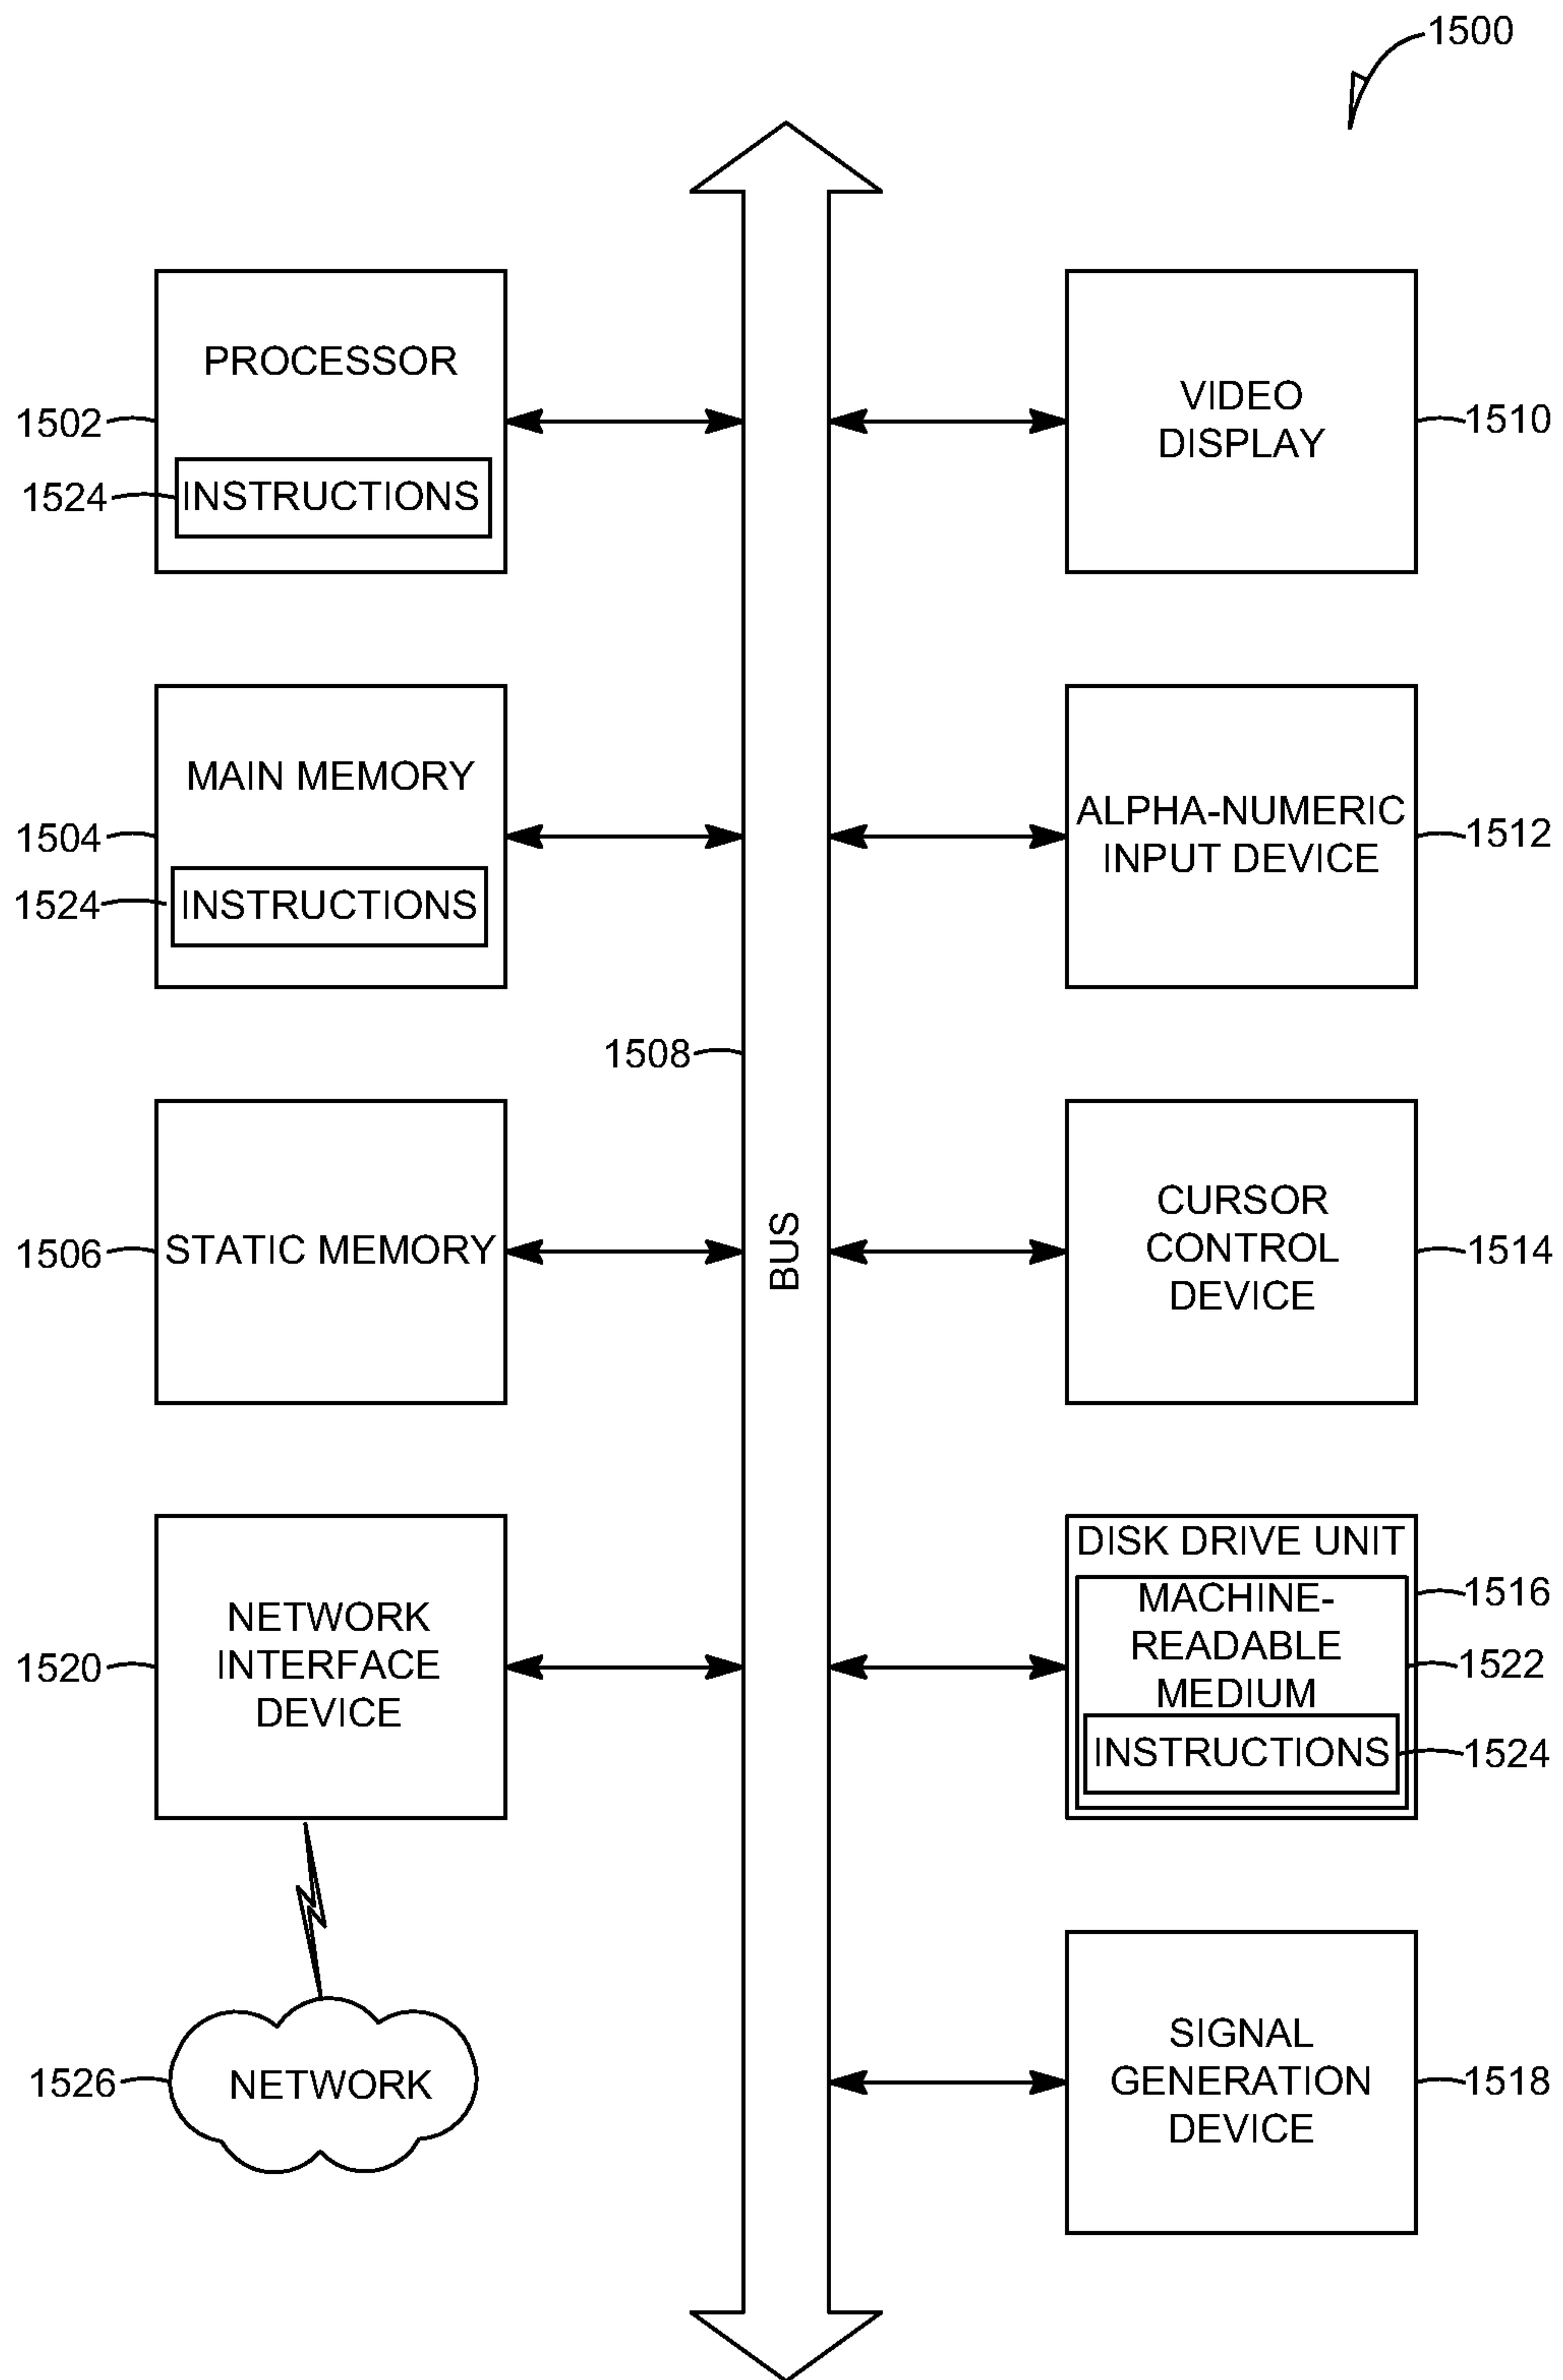 1500
PROCESSOR
1502
1524
INSTRUCTIONS
VIDEO
DISPLAY
1510
MAIN MEMORY
1504
1524
INSTRUCTIONS
ALPHA-NUMERIC
INPUT DEVICE
1512
1508
BUS
1506
STATIC MEMORY
CURSOR
CONTROL
DEVICE
1514
1520
NETWORK
INTERFACE
DEVICE
DISK DRIVE UNIT
1516
MACHINE-
READABLE
MEDIUM
1522
INSTRUCTIONS
1524
1526
NETWORK
SIGNAL
GENERATION
DEVICE
1518